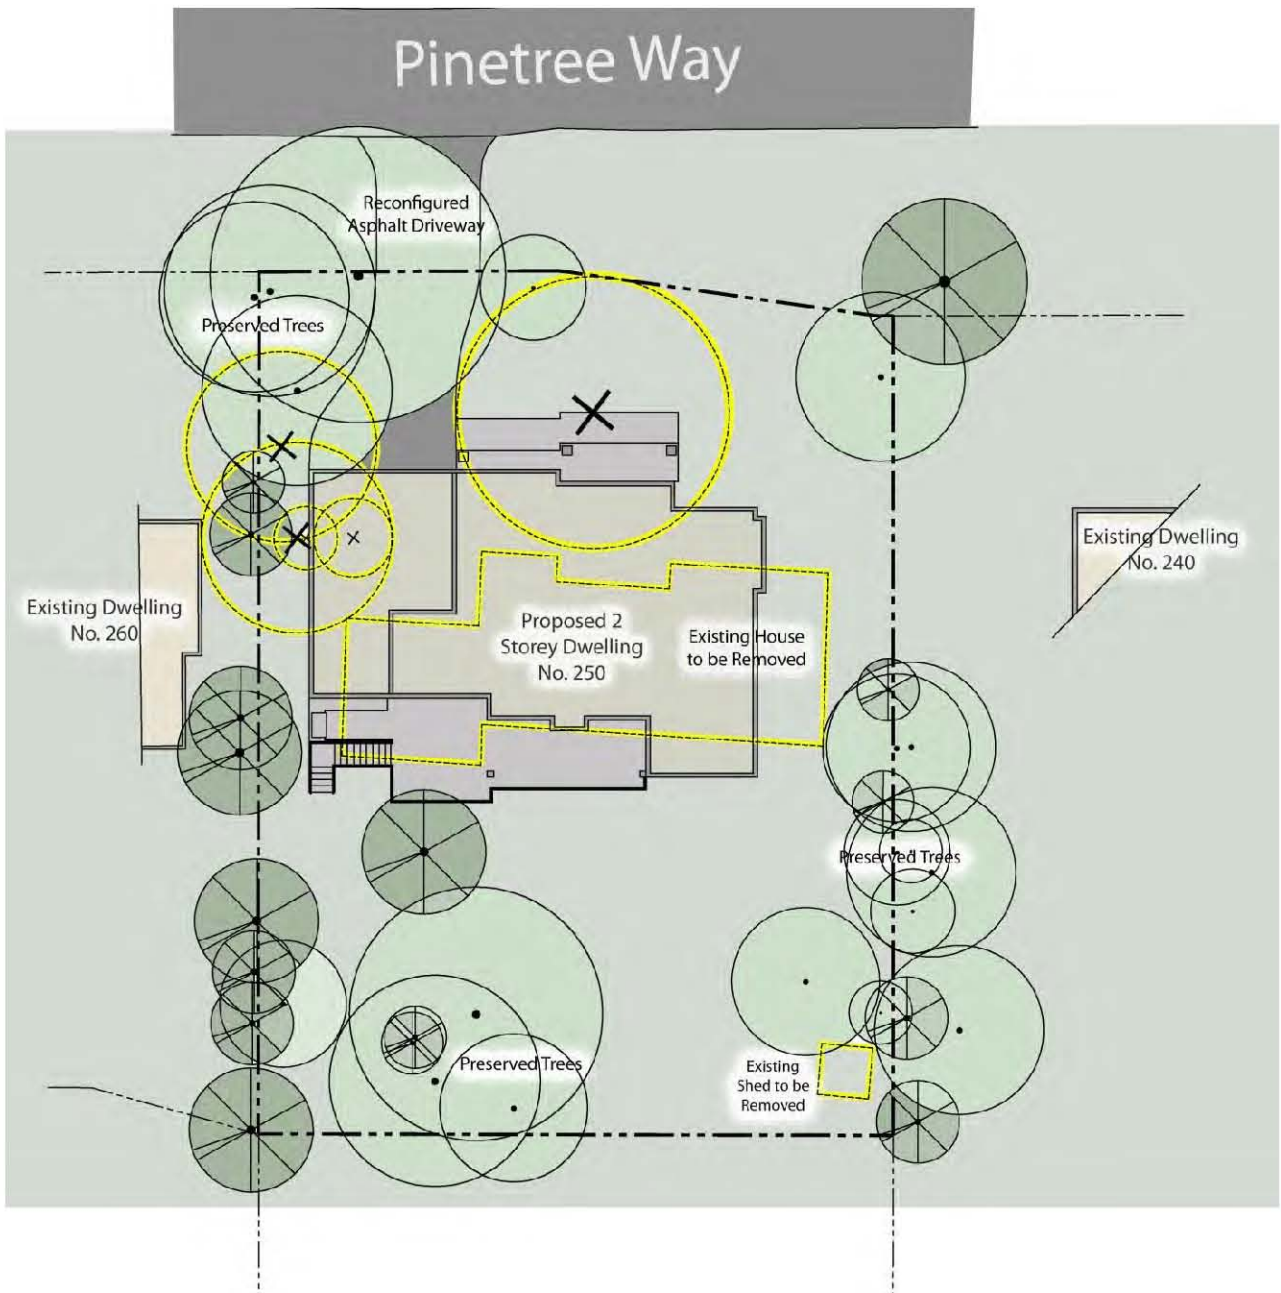 Pinetree Way
Reconfigured
Asphalt Driveway
Preserved Trees
Existing Dwelling
No. 240
Existing Dwelling
No. 260
Proposed 2
Storey Dwelling
No. 250
Existing House
to be Removed
Preserved Trees
Preserved Trees
Existing
Shed to be
Removed